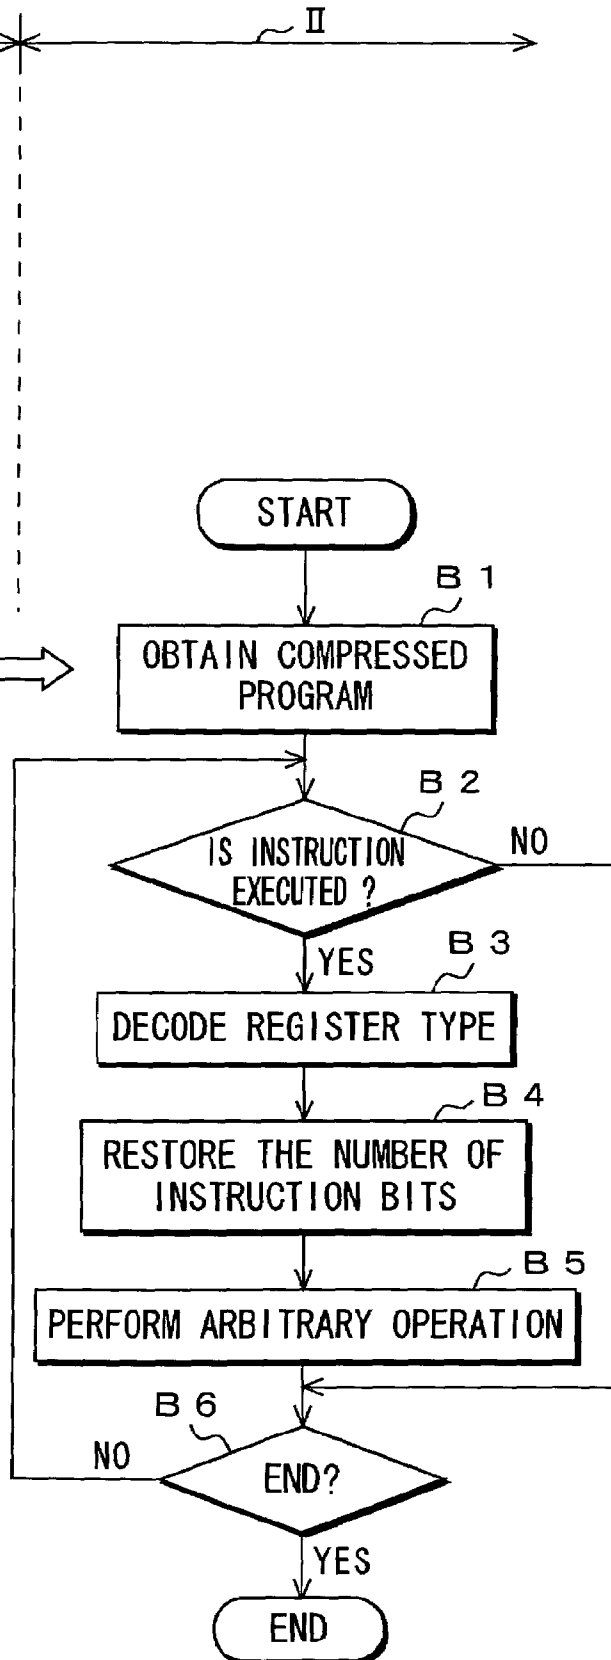 II
START
B 1
OBTAIN COMPRESSED
PROGRAM
B 2
IS INSTRUCTION
EXECUTED ?
NO
YES
B 3
DECODE REGISTER TYPE
B 4
RESTORE THE NUMBER OF
INSTRUCTION BITS
B 5
PERFORM ARBITRARY OPERATION
B 6
NO
END?
YES
END